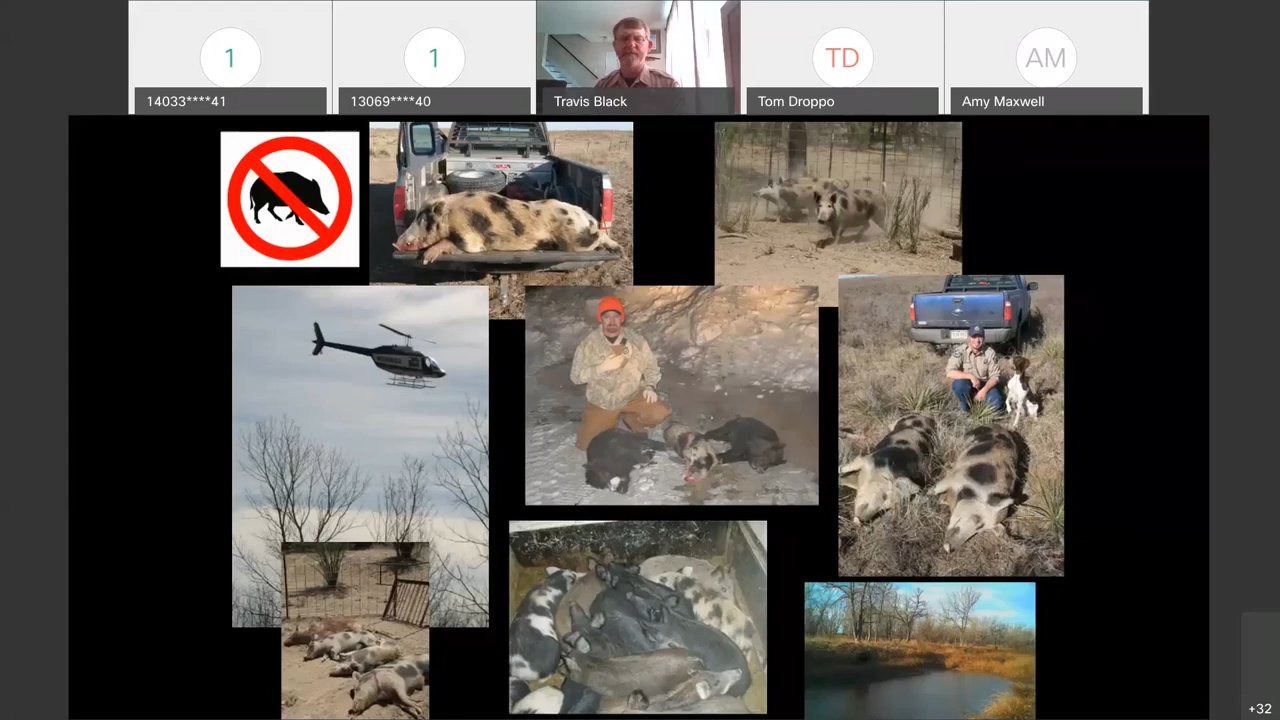 1
14033****41
1
13069****40
Travis Black
TD
Tom Droppo
AM
Amy Maxwell
+32